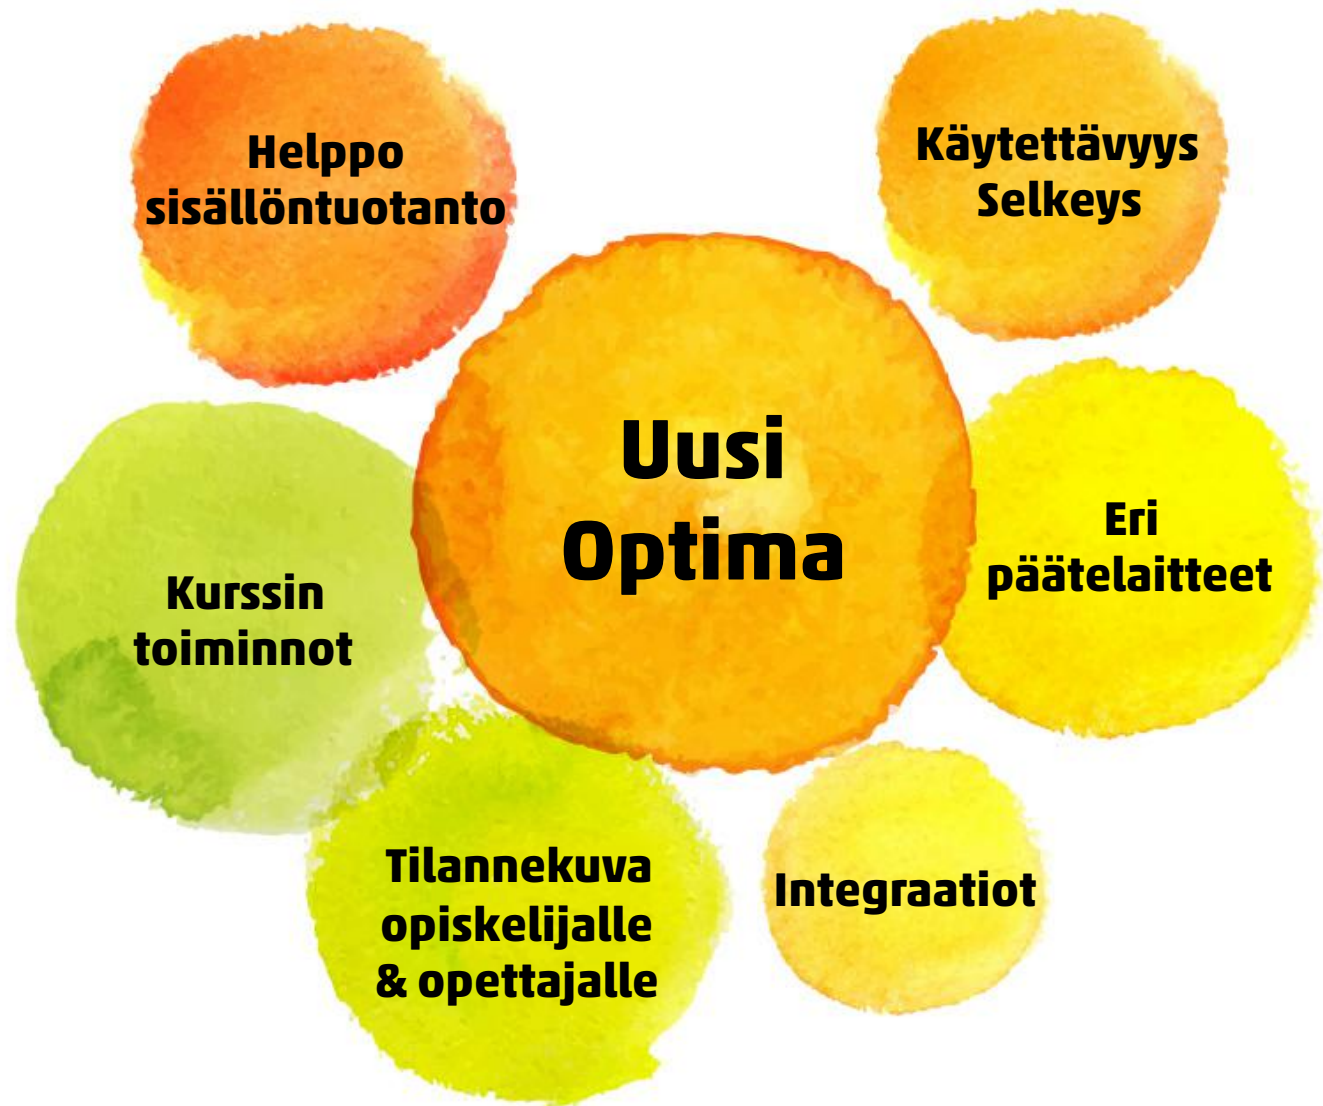 Helppo
sisällöntuotanto
Käytettävyys
Selkeys
Uusi
Optima
Eri
päätelaitteet
Kurssin
toiminnot
Tilannekuva
opiskelijalle
& opettajalle
Integraatiot